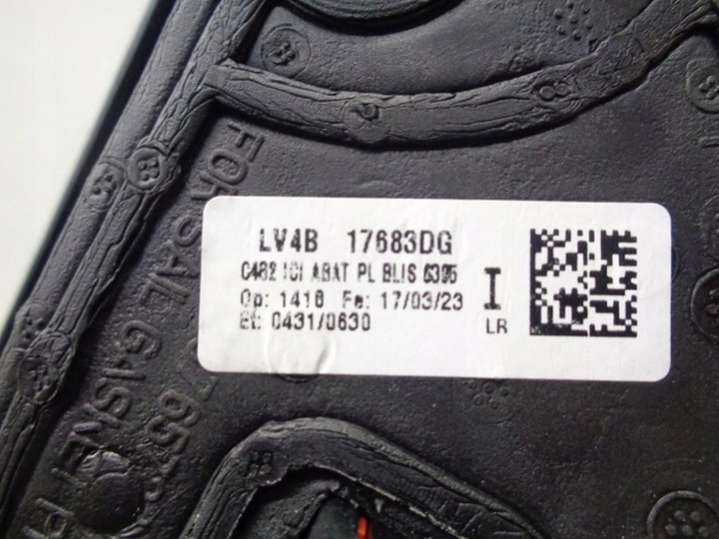 LV4B 17683DG
C482 ICI ABAT PL BLIS 6395
Op: 1416 Fe: 17/03/23
Et: 0431/0630
I
LR
FOR SAIL GASKET